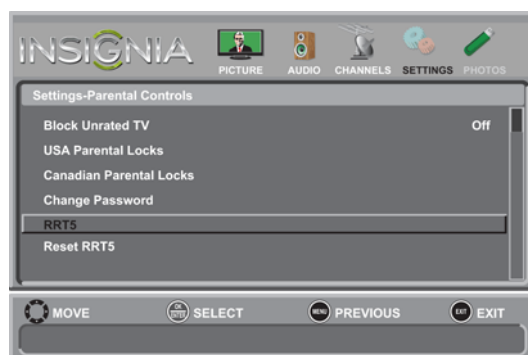 INSIGNIA
PICTURE AUDIO CHANNELS SETTINGS PHOTOS
Settings-Parental Controls
Block Unrated TV Off
USA Parental Locks
Canadian Parental Locks
Change Password
RRT5
Reset RRT5
MOVE OK ENTER SELECT MENU PREVIOUS EXIT EXIT